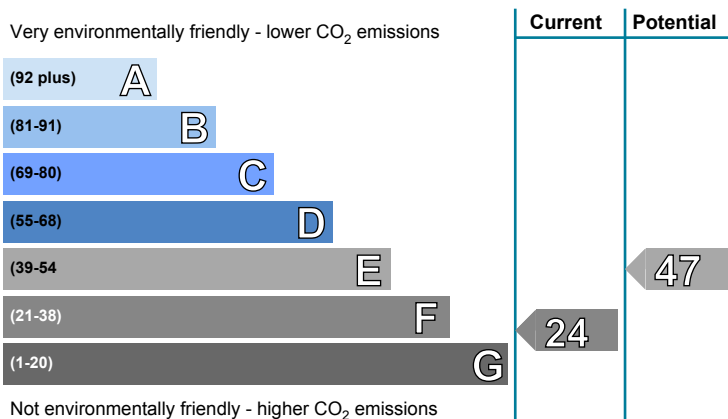 Current Potential
Very environmentally friendly - lower CO2 emissions
(92 plus) A
(81-91) B
(69-80) C
(55-68) D
(39-54 E
47
(21-38) F
24
(1-20) G
Not environmentally friendly - higher CO2 emissions